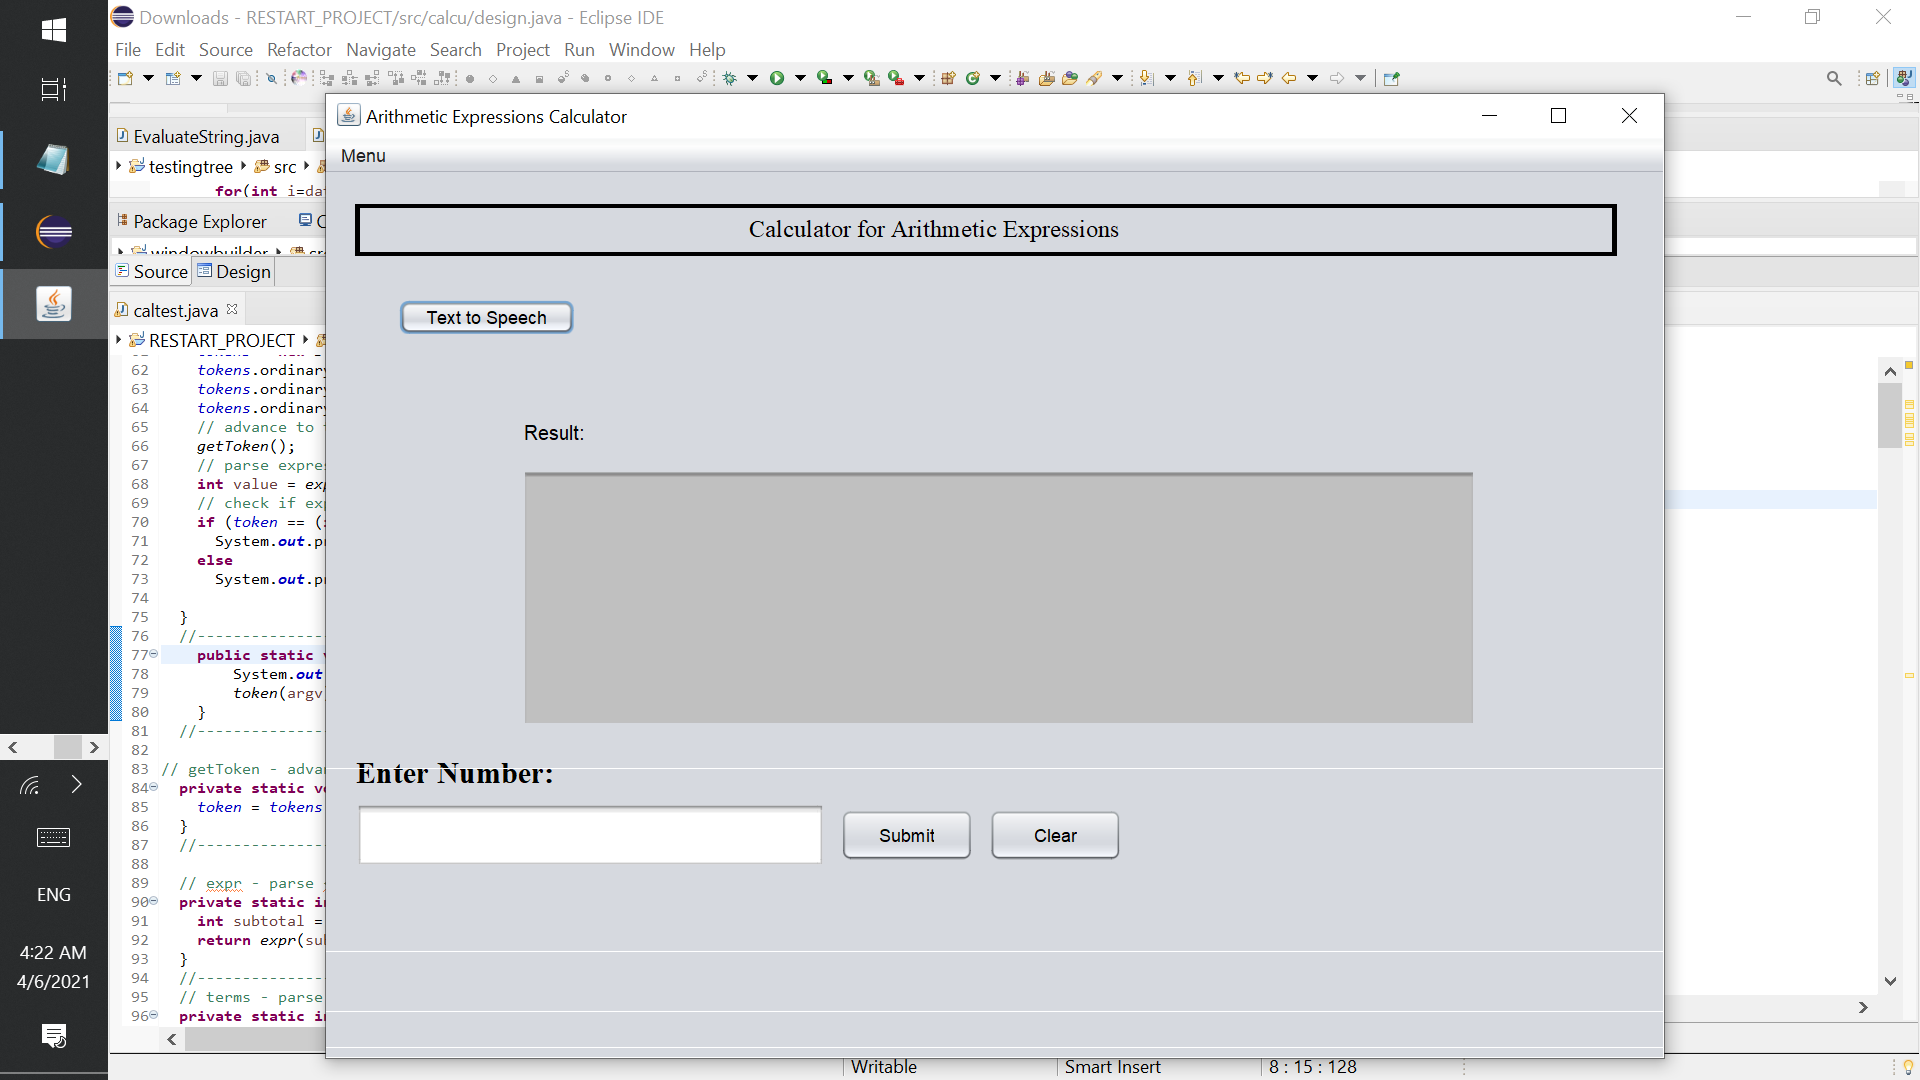 Downloads - RESTART_PROJECT/src/calcu/design.java - Eclipse IDE
File Edit Source Refactor Navigate Search Project Run Window Help
EvaluateString.java
testingtree src
for(int i=da
Package Explorer
windowbuilder
Source Design
caltest.java
RESTART_PROJECT
62 tokens.ordinar
63 tokens.ordinar
64 tokens.ordinar
65 // advance to
66 getToken();
67 // parse expre
68 int value = exp
69 // check if ex
70 if (token == (
71 System.out.p
72 else
73 System.out.p
74
75 }
76 //--------------
77 public static
78 System.out
79 token(argv
80 }
81 //--------------
82
83 // getToken - adva
84 private static v
85 token = tokens
86 }
87 //--------------
88
89 // expr - parse
90 private static i
91 int subtotal =
92 return expr(su
93 }
94 //--------------
95 // terms - parse
96 private static i
Arithmetic Expressions Calculator
Menu
Calculator for Arithmetic Expressions
Text to Speech
Result:
Enter Number:
Submit Clear
Writable Smart Insert 8 : 15 : 128
ENG
4:22 AM
4/6/2021